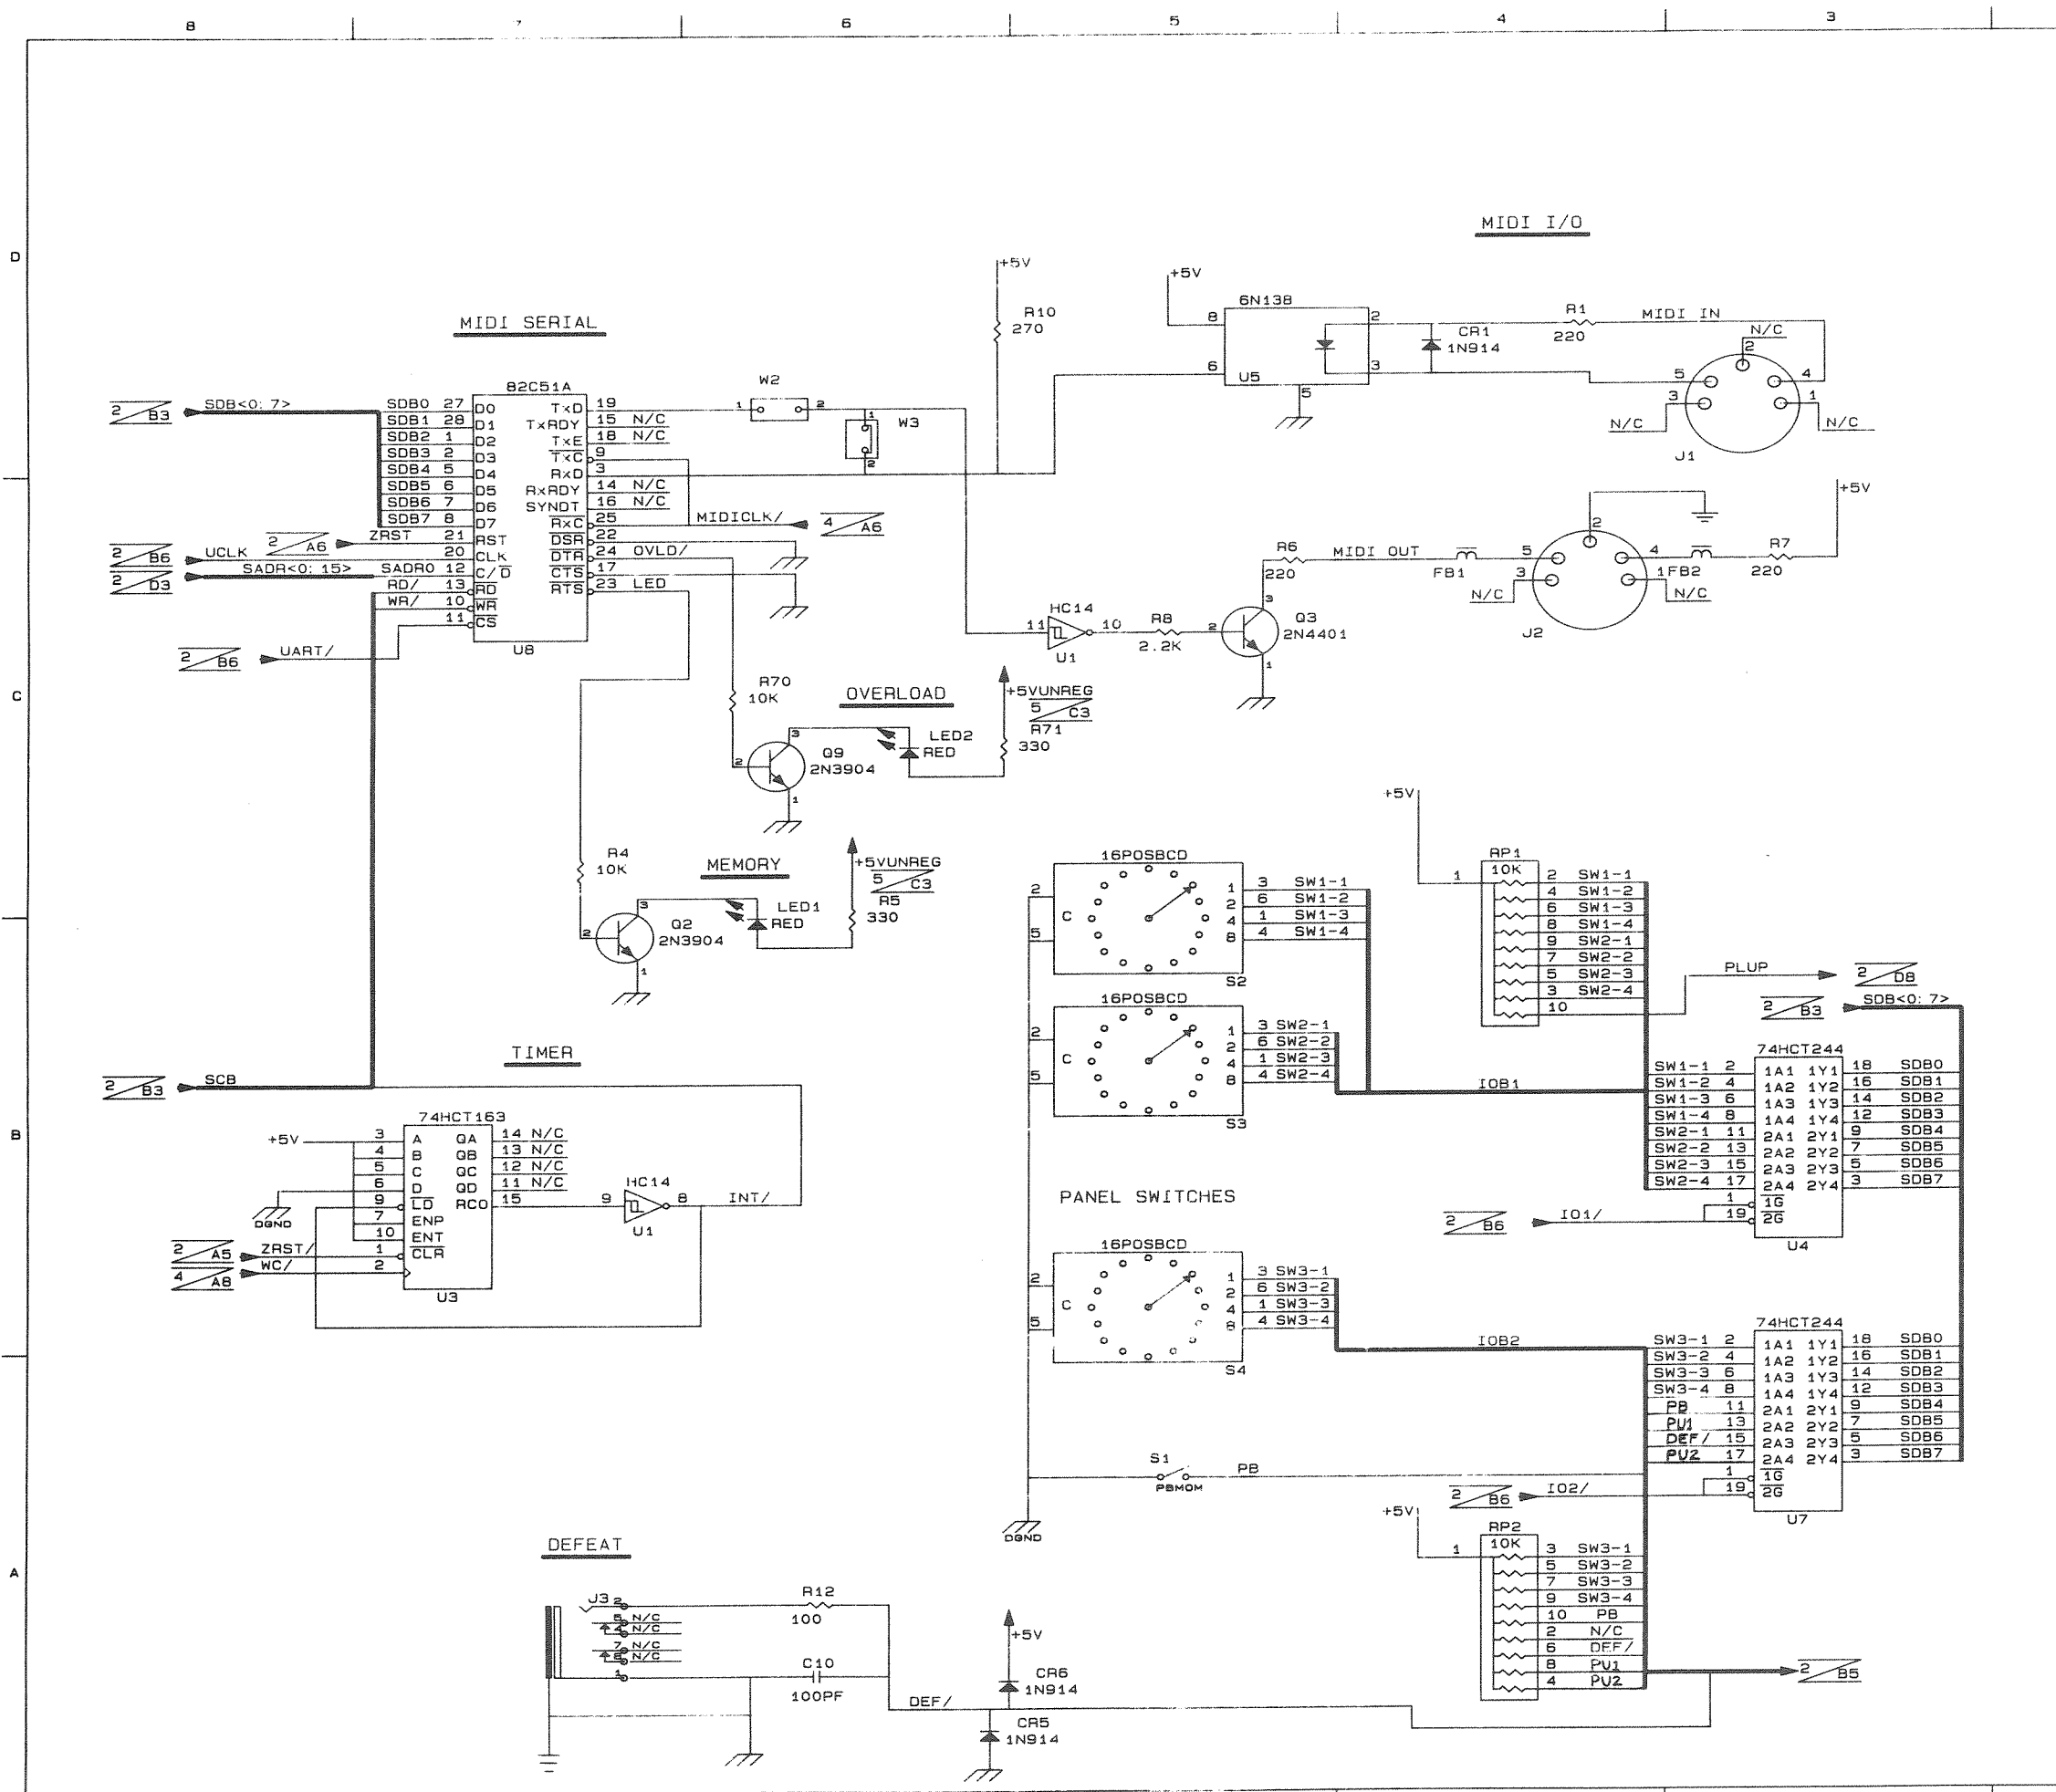 8 7 6 5 4 3
D
C
B
A
MIDI I/O
MIDI SERIAL
+5V
R10
270
+5V
6N138
8
6
2
3
5
U5
CR1
1N914
R1
220
MIDI IN
N/C
2
5
4
3
1
N/C
N/C
J1
2 B3
SDB<0:7>
82C51A
SDB0 27 D0 TxD 19
SDB1 28 D1 TxRDY 15 N/C
SDB2 1 D2 TxE 18 N/C
SDB3 2 D3 TxC 9
SDB4 5 D4 RxD 3
SDB5 6 D5 RxRDY 14 N/C
SDB6 7 D6 SYNDT 16 N/C
SDB7 8 D7 RxC 25 MIDICLK/
2 A6 ZRST 21 RST DSR 22
2 B6 UCLK 20 CLK DTR 24 OVLD/
2 D3 SADR<0:15> SADR0 12 C/D CTS 17
RD/ 13 RD RTS 23 LED
WR/ 10 WR
11 CS
U8
2 B6 UART/
4 A6
W2
1 2
W3
1
2
HC14
11 10
U1
R8
2.2K
2
3
1
Q3
2N4401
R6
220
MIDI OUT
FB1
2
5
4
3
1
N/C
N/C
J2
FB2
R7
220
+5V
R70
10K
OVERLOAD
+5VUNREG
5 C3
R71
330
LED2
RED
3
2
1
Q9
2N3904
R4
10K
MEMORY
+5VUNREG
5 C3
R5
330
LED1
RED
3
2
1
Q2
2N3904
16POSBCD
2
5
C
1 3 SW1-1
2 6 SW1-2
4 1 SW1-3
8 4 SW1-4
S2
16POSBCD
2
5
C
1 3 SW2-1
2 6 SW2-2
4 1 SW2-3
8 4 SW2-4
S3
IOB1
+5V
RP1
10K
1
2 SW1-1
4 SW1-2
6 SW1-3
8 SW1-4
9 SW2-1
7 SW2-2
5 SW2-3
3 SW2-4
10
PLUP
2 D8
2 B3
SDB<0:7>
74HCT244
SW1-1 2 1A1 1Y1 18 SDB0
SW1-2 4 1A2 1Y2 16 SDB1
SW1-3 6 1A3 1Y3 14 SDB2
SW1-4 8 1A4 1Y4 12 SDB3
SW2-1 11 2A1 2Y1 9 SDB4
SW2-2 13 2A2 2Y2 7 SDB5
SW2-3 15 2A3 2Y3 5 SDB6
SW2-4 17 2A4 2Y4 3 SDB7
1 1G
19 2G
U4
2 B6 IO1/
TIMER
2 B3 SCB
74HCT163
+5V
3 A QA 14 N/C
4 B QB 13 N/C
5 C QC 12 N/C
6 D QD 11 N/C
9 LD RCO 15
7 ENP
10 ENT
1 CLR
2
U3
DGND
2 A5 ZRST/
4 A8 WC/
HC14
9 8
U1
INT/
PANEL SWITCHES
16POSBCD
2
5
C
1 3 SW3-1
2 6 SW3-2
4 1 SW3-3
8 4 SW3-4
S4
IOB2
74HCT244
SW3-1 2 1A1 1Y1 18 SDB0
SW3-2 4 1A2 1Y2 16 SDB1
SW3-3 6 1A3 1Y3 14 SDB2
SW3-4 8 1A4 1Y4 12 SDB3
PB 11 2A1 2Y1 9 SDB4
PU1 13 2A2 2Y2 7 SDB5
DEF/ 15 2A3 2Y3 5 SDB6
PU2 17 2A4 2Y4 3 SDB7
1 1G
19 2G
U7
2 B6 IO2/
S1
PBMOM
PB
DGND
+5V
RP2
10K
1
3 SW3-1
5 SW3-2
7 SW3-3
9 SW3-4
10 PB
2 N/C
6 DEF/
8 PU1
4 PU2
2 B5
DEFEAT
J3
2
5 N/C
4 N/C
7 N/C
N/C
1
R12
100
C10
100PF
DEF/
+5V
CR6
1N914
CR5
1N914